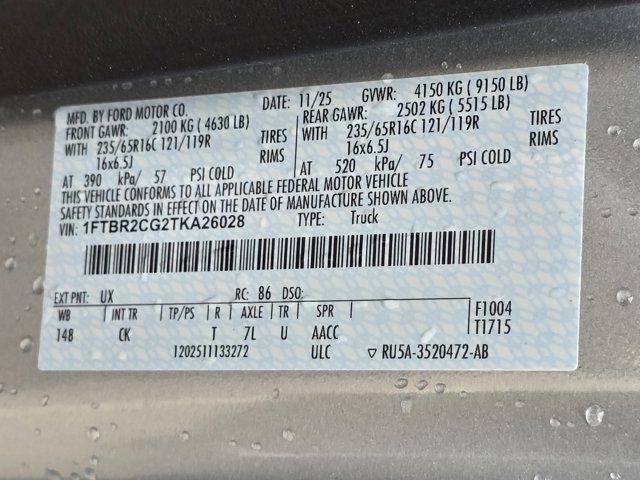 MFD. BY FORD MOTOR CO. DATE: 11/25 GVWR: 4150 KG ( 9150 LB)
FRONT GAWR: 2100 KG ( 4630 LB) REAR GAWR: 2502 KG ( 5515 LB)
WITH 235/65R16C 121/119R TIRES WITH 235/65R16C 121/119R TIRES
16x6.5J RIMS 16x6.5J RIMS
AT 390 kPa/ 57 PSI COLD AT 520 kPa/ 75 PSI COLD
THIS VEHICLE CONFORMS TO ALL APPLICABLE FEDERAL MOTOR VEHICLE
SAFETY STANDARDS IN EFFECT ON THE DATE OF MANUFACTURE SHOWN ABOVE.
VIN: 1FTBR2CG2TKA26028 TYPE: Truck
EXT PNT: UX RC: 86 DSO:
WB INT TR TP/PS R AXLE TR SPR F1004
148 CK T 7L U AACC T1715
1202511133272 ULC ▽ RU5A-3520472-AB